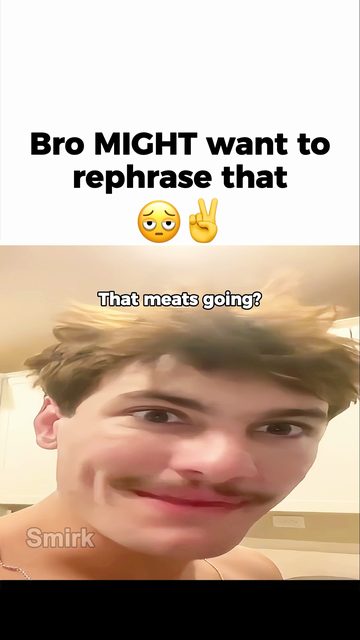 Bro MIGHT want to
rephrase that
😔✌️
That meats going?
Smirk